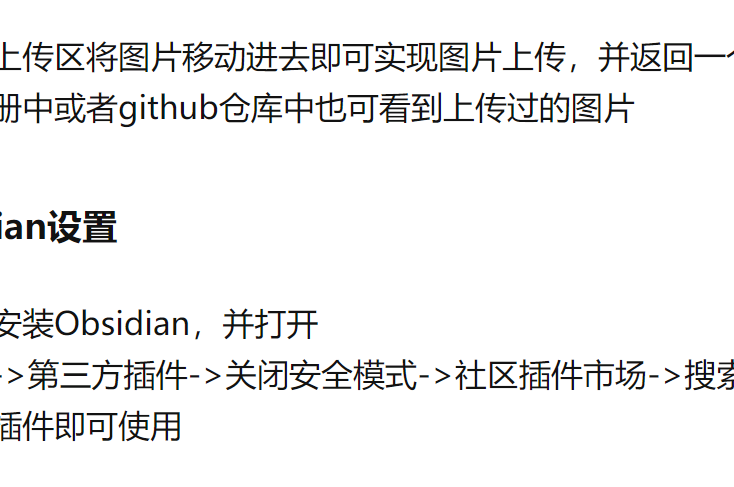 上传区将图片移动进去即可实现图片上传，并返回一
册中或者github仓库中也可看到上传过的图片
ian设置
安装Obsidian，并打开
->第三方插件->关闭安全模式->社区插件市场->搜索
插件即可使用